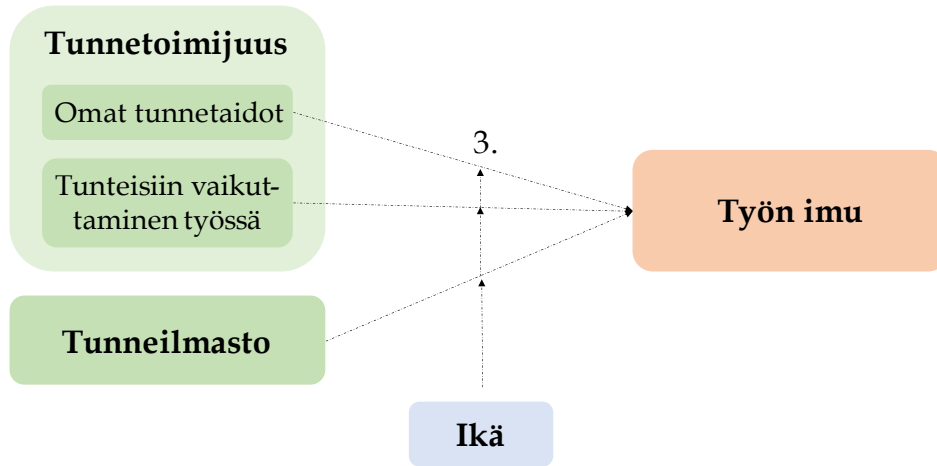 Tunnetoimijuus
Omat tunnetaidot
Tunteisiin vaikut-
taminen työssä
3.
Työn imu
Tunneilmasto
Ikä